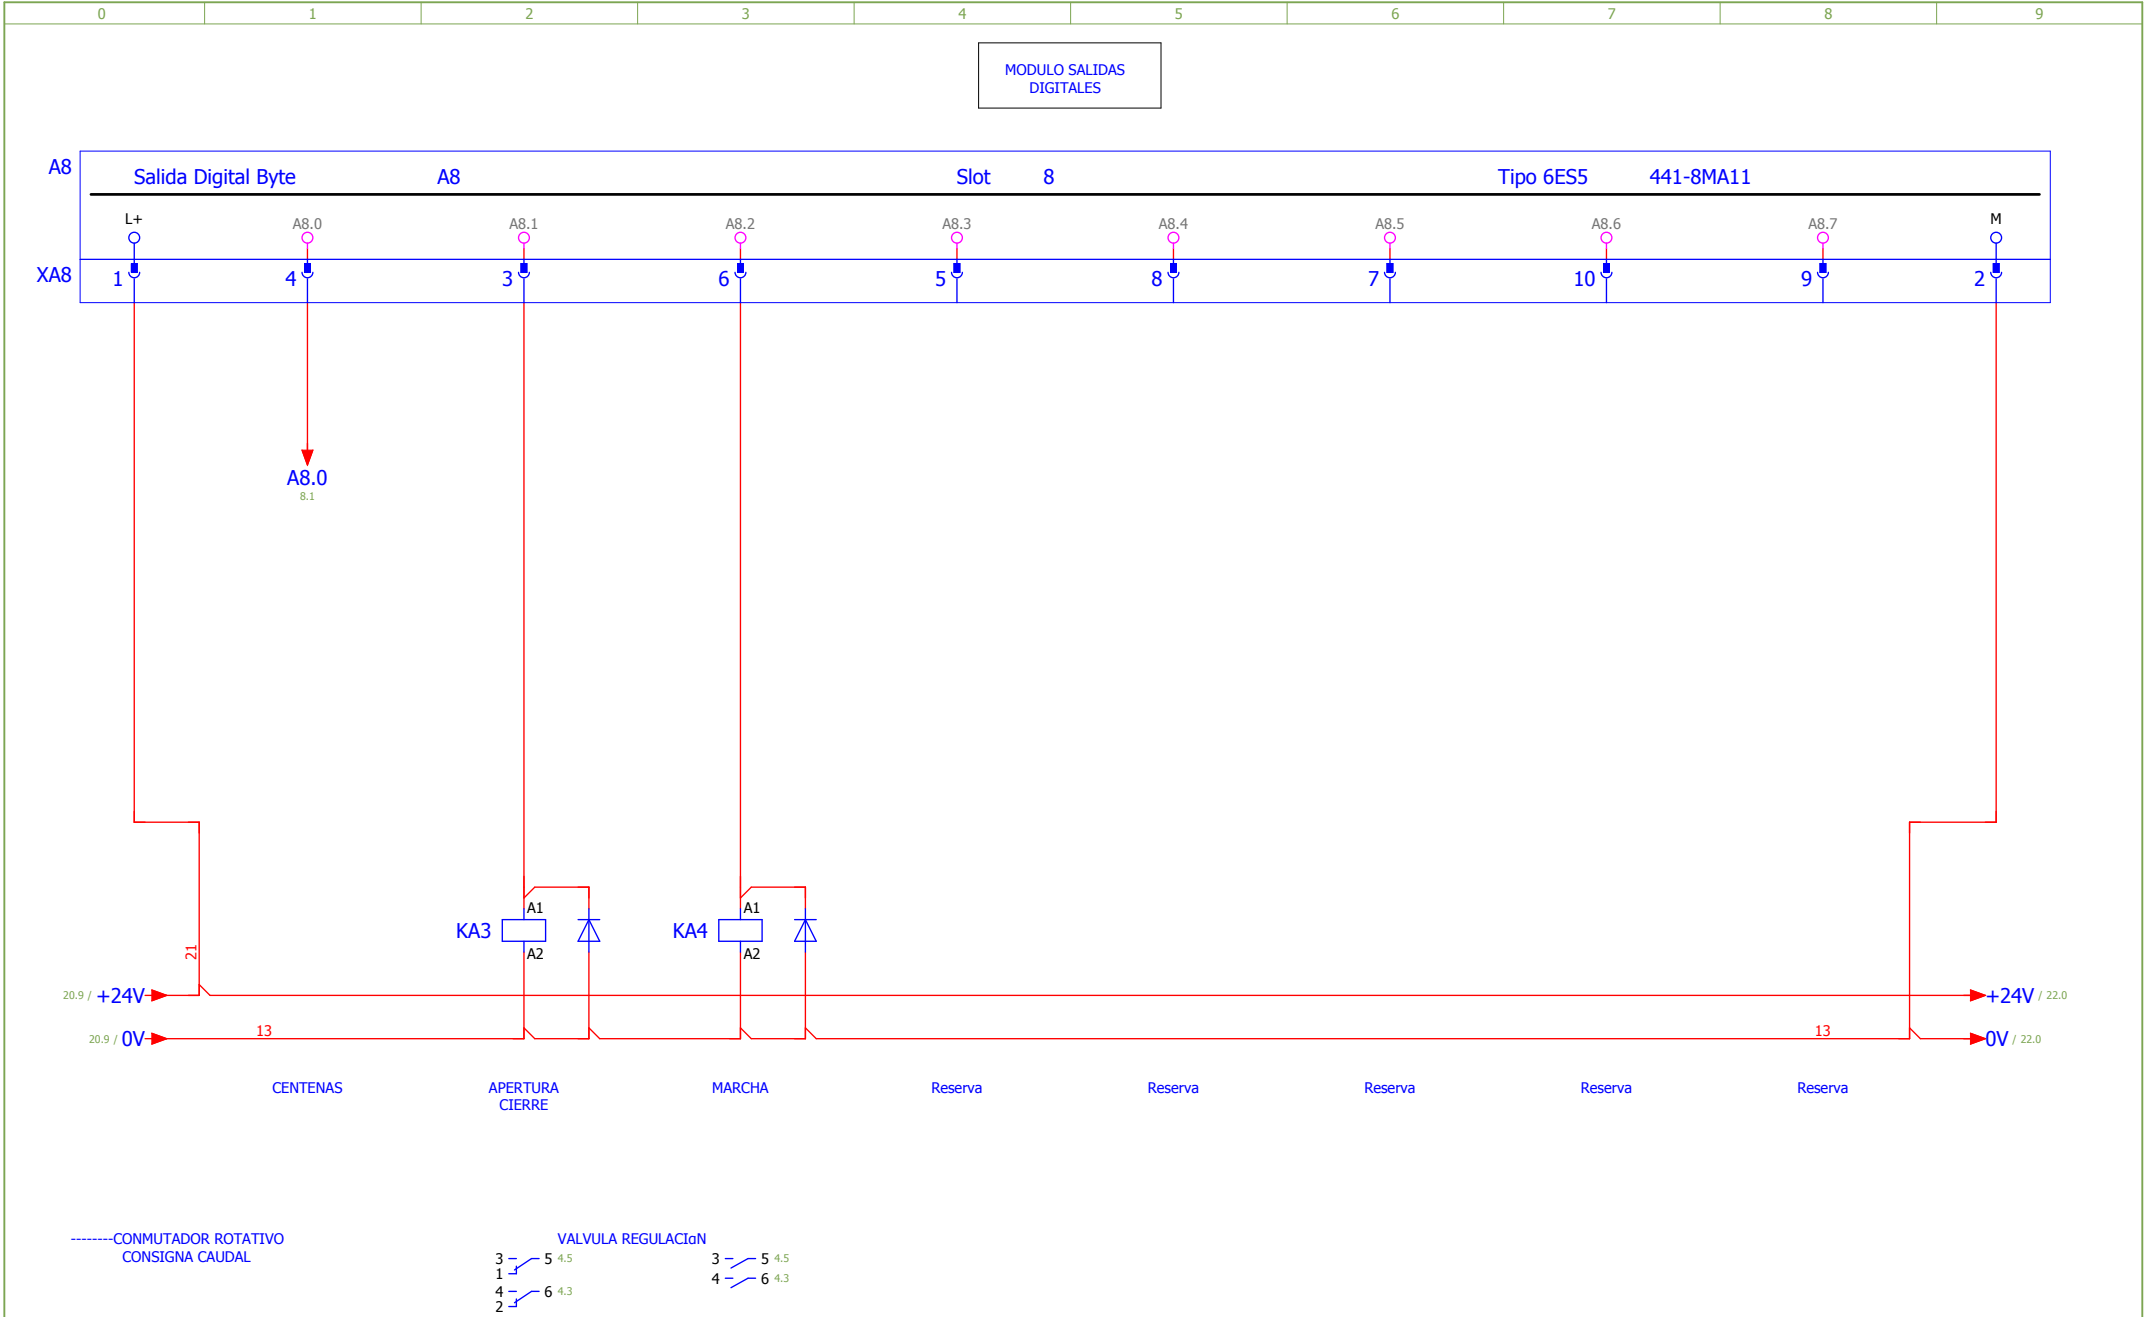 0 1 2 3 4 5 6 7 8 9
MODULO SALIDAS
DIGITALES
A8 Salida Digital Byte A8 Slot 8 Tipo 6ES5 441-8MA11
L+ A8.0 A8.1 A8.2 A8.3 A8.4 A8.5 A8.6 A8.7 M
XA8 1 4 3 6 5 8 7 10 9 2
A8.0
8.1
A1 A1
KA3 KA4
A2 A2
21
20.9 / +24V +24V / 22.0
20.9 / 0V 13 13 0V / 22.0
CENTENAS APERTURA MARCHA Reserva Reserva Reserva Reserva Reserva
CIERRE
--------CONMUTADOR ROTATIVO VALVULA REGULACIαN
CONSIGNA CAUDAL
3 5 4.5 3 5 4.5
1
4 6 4.3
4 6 4.3
2